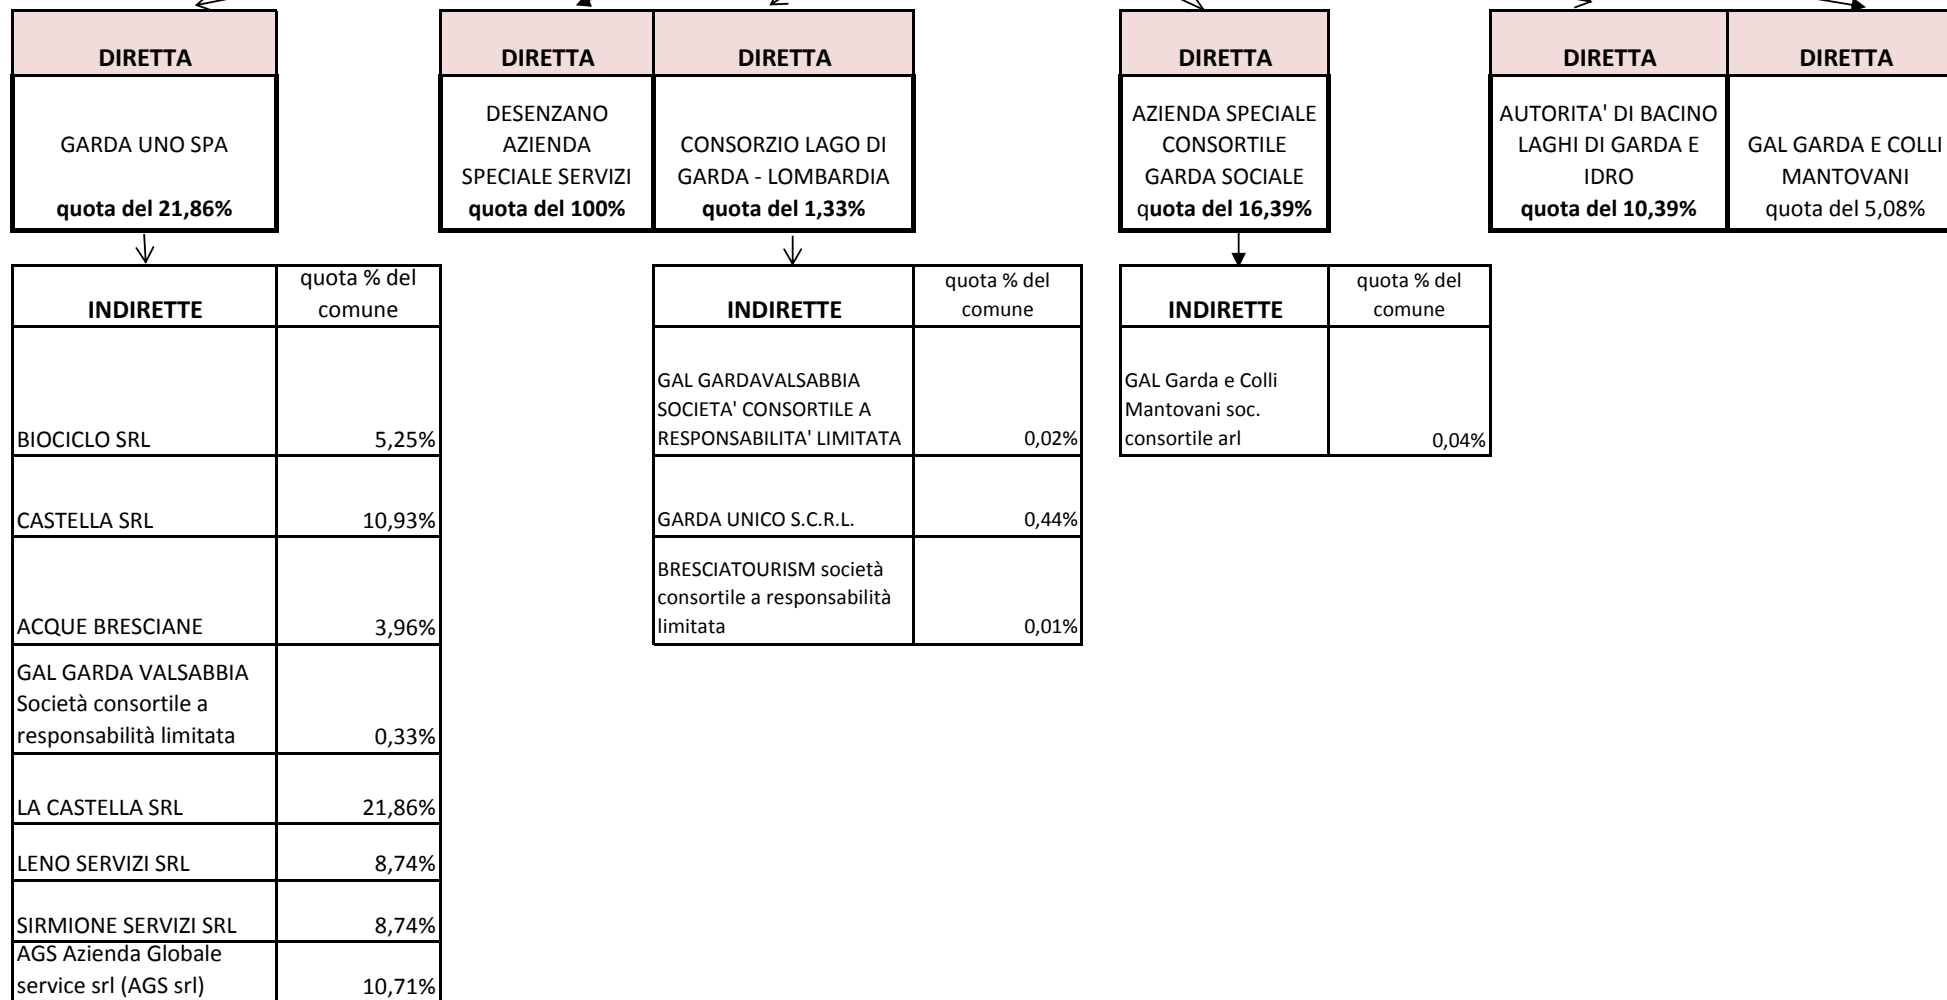 DIRETTA
GARDA UNO SPA
quota del 21,86%
DIRETTA
DESENZANO
AZIENDA
SPECIALE SERVIZI
quota del 100%
DIRETTA
CONSORZIO LAGO DI
GARDA - LOMBARDIA
quota del 1,33%
DIRETTA
AZIENDA SPECIALE
CONSORTILE
GARDA SOCIALE
quota del 16,39%
DIRETTA
AUTORITA' DI BACINO
LAGHI DI GARDA E
IDRO
quota del 10,39%
DIRETTA
GAL GARDA E COLLI
MANTOVANI
quota del 5,08%
INDIRETTE
quota % del
comune
BIOCICLO SRL
5,25%
CASTELLA SRL
10,93%
ACQUE BRESCIANE
3,96%
GAL GARDA VALSABBIA
Società consortile a
responsabilità limitata
0,33%
LA CASTELLA SRL
21,86%
LENO SERVIZI SRL
8,74%
SIRMIONE SERVIZI SRL
8,74%
AGS Azienda Globale
service srl (AGS srl)
10,71%
INDIRETTE
quota % del
comune
GAL GARDAVALSABBIA
SOCIETA' CONSORTILE A
RESPONSABILITA' LIMITATA
0,02%
GARDA UNICO S.C.R.L.
0,44%
BRESCIATOURISM società
consortile a responsabilità
limitata
0,01%
INDIRETTE
quota % del
comune
GAL Garda e Colli
Mantovani soc.
consortile arl
0,04%